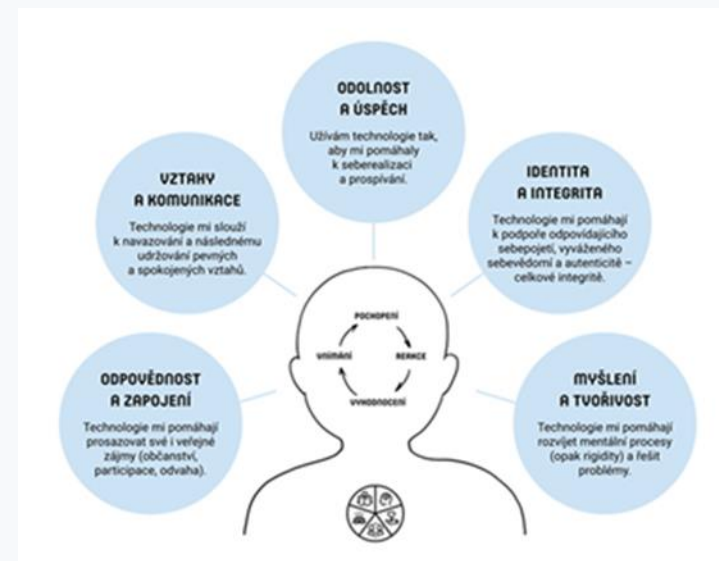 ODOLNOST
A ÚSPĚCH
Užívám technologie tak,
aby mi pomáhaly
k seberealizaci
a prospívání.
VZTAHY
A KOMUNIKACE
Technologie mi slouží
k navazování a následnému
udržování pevných
a spokojených vztahů.
IDENTITA
A INTEGRITA
Technologie mi pomáhají
k podpoře odpovídajícího
sebepojetí, vyváženého
sebevědomí a autenticitě –
celkové integritě.
POCHOPENÍ
VNÍMÁNÍ
REAKCE
VYHODNOCENÍ
ODPOVĚDNOST
A ZAPOJENÍ
Technologie mi pomáhají
prosazovat své i veřejné
zájmy (občanství,
participace, odvaha).
MYŠLENÍ
A TVOŘIVOST
Technologie mi pomáhají
rozvíjet mentální procesy
(opak rigidity) a řešit
problémy.